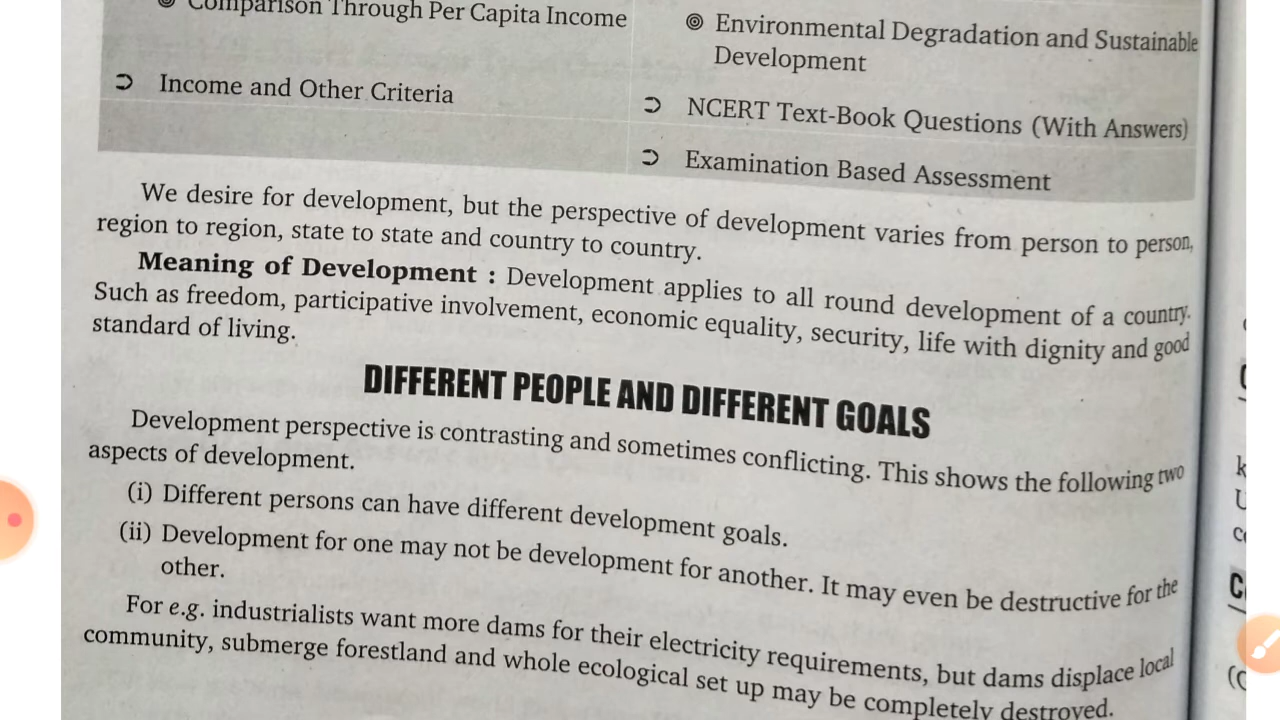 Comparison Through Per Capita Income
Income and Other Criteria
Environmental Degradation and Sustainable
Development
NCERT Text-Book Questions (With Answers)
Examination Based Assessment
We desire for development, but the perspective of development varies from person to person,
region to region, state to state and country to country.
Meaning of Development : Development applies to all round development of a country.
Such as freedom, participative involvement, economic equality, security, life with dignity and good
standard of living.
DIFFERENT PEOPLE AND DIFFERENT GOALS
Development perspective is contrasting and sometimes conflicting. This shows the following two
aspects of development.
(i) Different persons can have different development goals.
(ii) Development for one may not be development for another. It may even be destructive for the
other.
For e.g. industrialists want more dams for their electricity requirements, but dams displace local
community, submerge forestland and whole ecological set up may be completely destroyed.